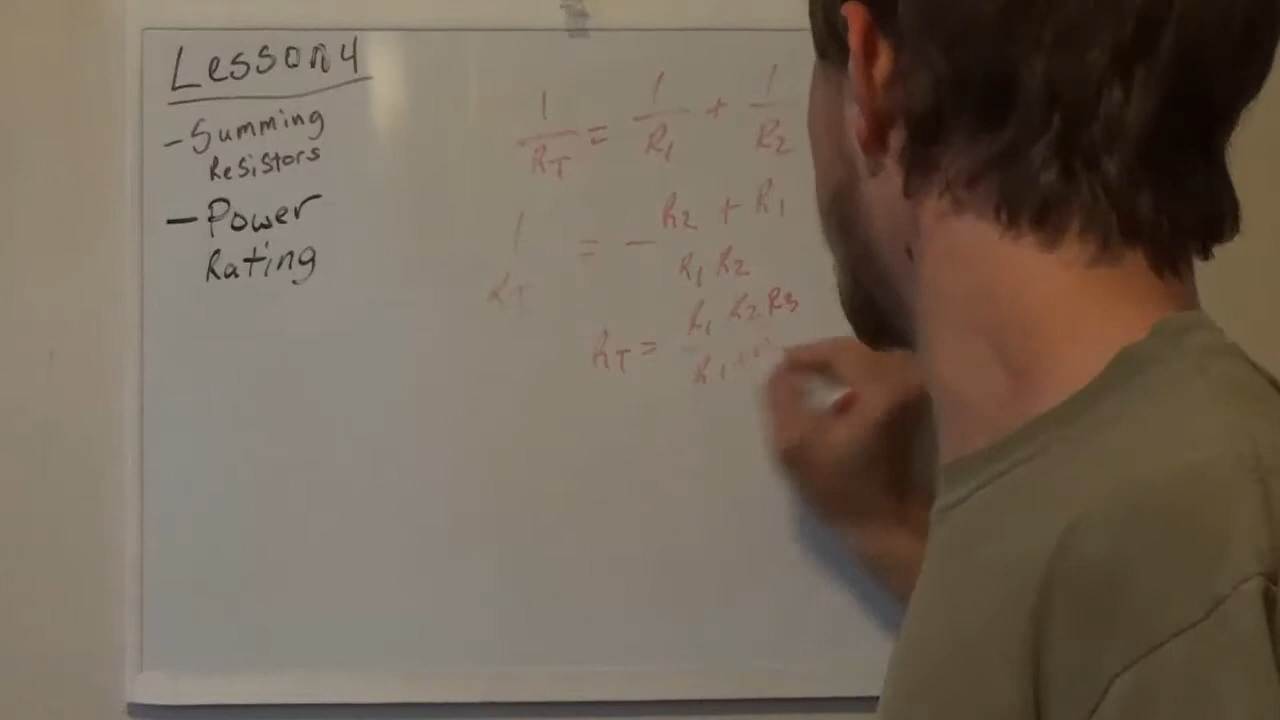 Lesson 4
- Summing
Resistors
- Power
Rating
1/RT = 1/R1 + 1/R2
1/RT = R2 + R1/R1 R2
RT = R1 R2 R3/R1 +